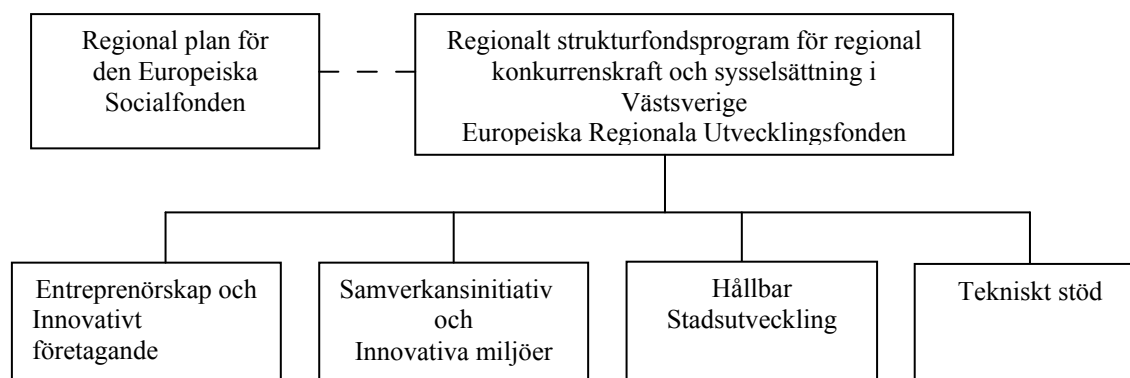 Regional plan för
den Europeiska
Socialfonden
Regionalt strukturfondsprogram för regional
konkurrenskraft och sysselsättning i
Västsverige
Europeiska Regionala Utvecklingsfonden
Entreprenörskap och
Innovativt
företagande
Samverkansinitiativ
och
Innovativa miljöer
Hållbar
Stadsutveckling
Tekniskt stöd